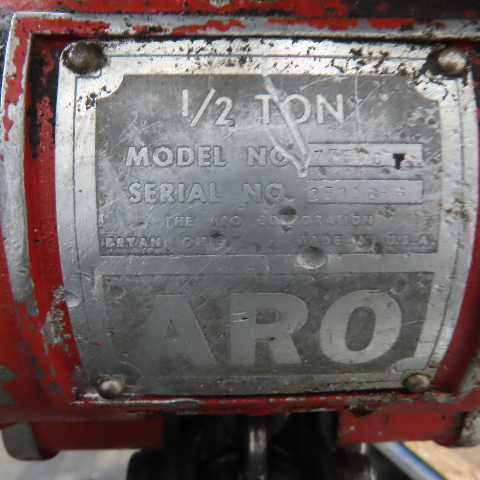 1/2 TON
MODEL NO.
SERIAL NO.
THE ARO CORPORATION
BRYAN, OHIO MADE IN U.S.A.
ARO